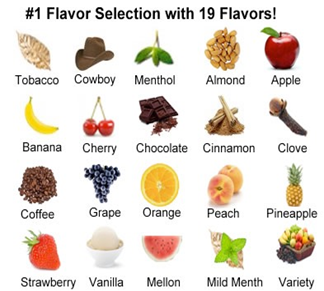 #1 Flavor Selection with 19 Flavors!
Tobacco Cowboy Menthol Almond Apple
Banana Cherry Chocolate Cinnamon Clove
Coffee Grape Orange Peach Pineapple
Strawberry Vanilla Mellon Mild Menth Variety